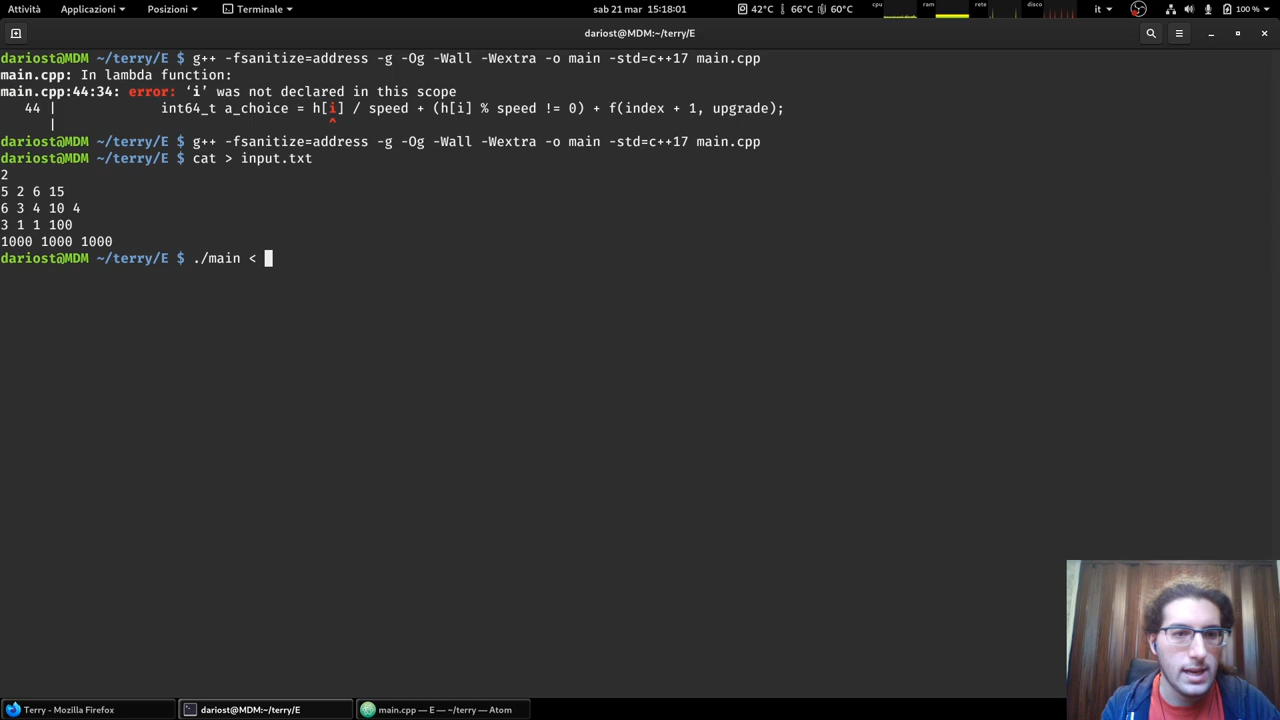 Attività Applicazioni Posizioni Terminale sab 21 mar 15:18:01 42°C 66°C 60°C cpu ram rete disco it 100 %
dariost@MDM:~/terry/E
dariost@MDM ~/terry/E $ g++ -fsanitize=address -g -Og -Wall -Wextra -o main -std=c++17 main.cpp
main.cpp: In lambda function:
main.cpp:44:34: error: ‘i’ was not declared in this scope
44 | int64_t a_choice = h[i] / speed + (h[i] % speed != 0) + f(index + 1, upgrade);
| ^
dariost@MDM ~/terry/E $ g++ -fsanitize=address -g -Og -Wall -Wextra -o main -std=c++17 main.cpp
dariost@MDM ~/terry/E $ cat > input.txt
2
5 2 6 15
6 3 4 10 4
3 1 1 100
1000 1000 1000
dariost@MDM ~/terry/E $ ./main <
Terry - Mozilla Firefox dariost@MDM:~/terry/E main.cpp — E — ~/terry — Atom